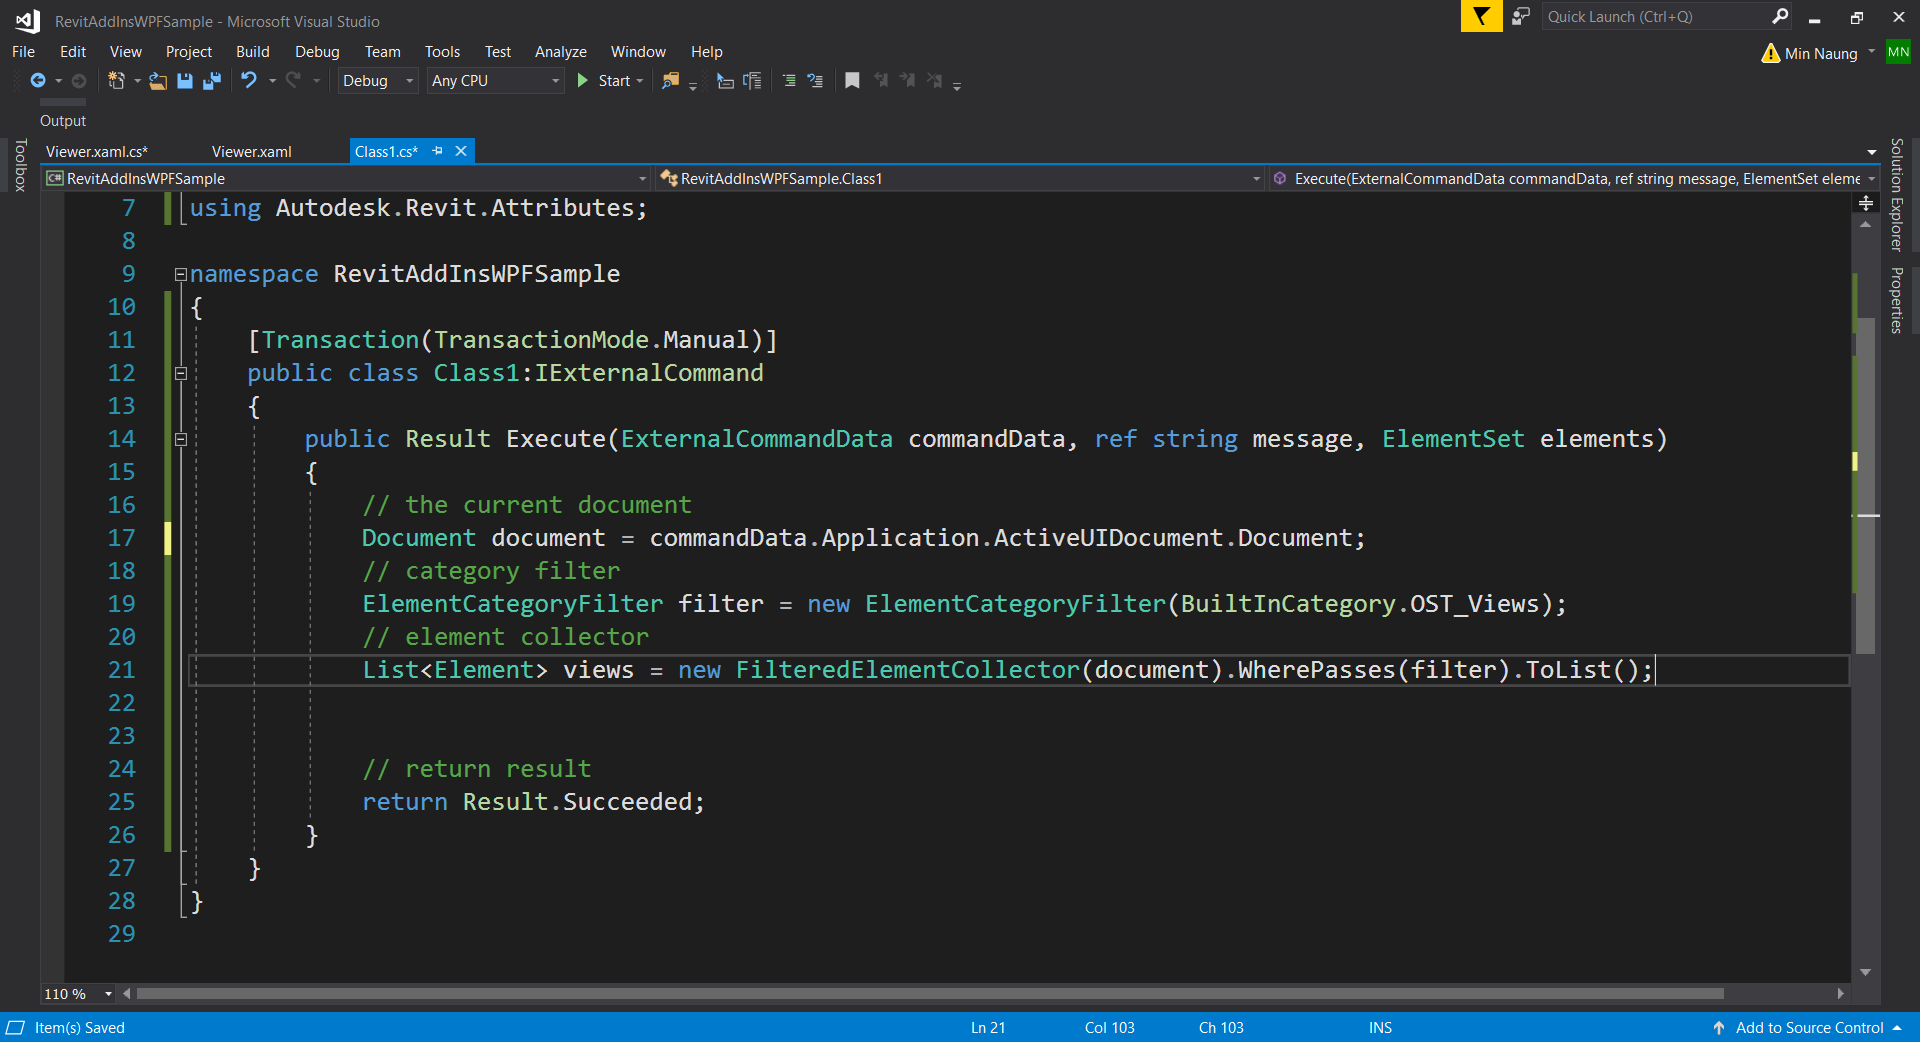 RevitAddInsWPFSample - Microsoft Visual Studio
Quick Launch (Ctrl+Q)
File Edit View Project Build Debug Team Tools Test Analyze Window Help
Min Naung MN
Debug Any CPU Start
Output
Toolbox
Viewer.xaml.cs* Viewer.xaml Class1.cs*
Solution Explorer
Properties
C# RevitAddInsWPFSample RevitAddInsWPFSample.Class1 Execute(ExternalCommandData commandData, ref string message, ElementSet eleme
7 using Autodesk.Revit.Attributes;
8
9 namespace RevitAddInsWPFSample
10 {
11 [Transaction(TransactionMode.Manual)]
12 public class Class1:IExternalCommand
13 {
14 public Result Execute(ExternalCommandData commandData, ref string message, ElementSet elements)
15 {
16 // the current document
17 Document document = commandData.Application.ActiveUIDocument.Document;
18 // category filter
19 ElementCategoryFilter filter = new ElementCategoryFilter(BuiltInCategory.OST_Views);
20 // element collector
21 List<Element> views = new FilteredElementCollector(document).WherePasses(filter).ToList();
22
23
24 // return result
25 return Result.Succeeded;
26 }
27 }
28 }
29
110 %
Item(s) Saved Ln 21 Col 103 Ch 103 INS Add to Source Control